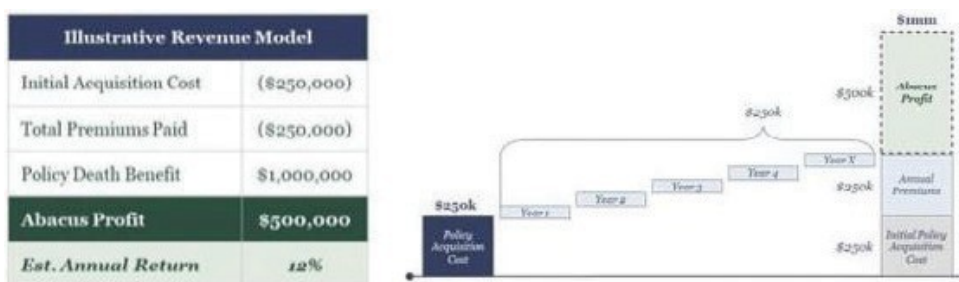 Illustrative Revenue Model
Initial Acquisition Cost ($250,000)
Total Premiums Paid ($250,000)
Policy Death Benefit $1,000,000
Abacus Profit $500,000
Est. Annual Return 12%
$1mm
$500k
Abacus
Profit
$250k
Year 1
Year 2
Year 3
Year 4
Year X
$250k
Annual
Premiums
$250k
Policy
Acquisition
Cost
$250k
Initial Policy
Acquisition
Cost